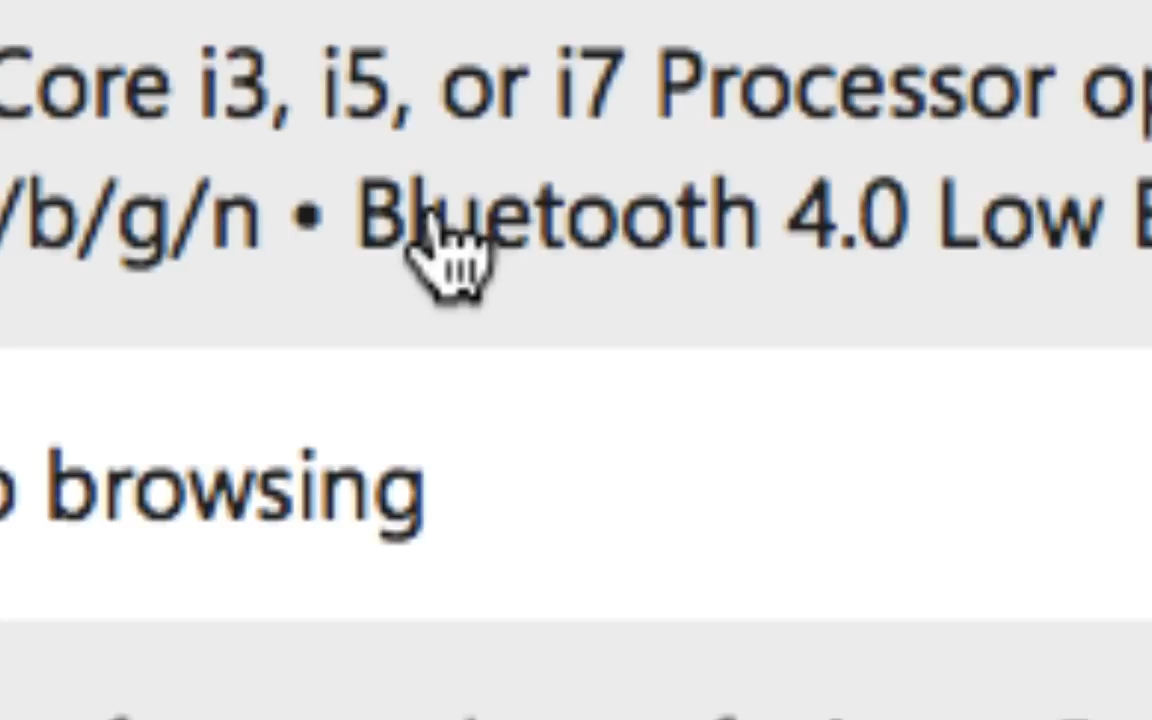 Core i3, i5, or i7 Processor
/b/g/n • Bluetooth 4.0 Low
browsing